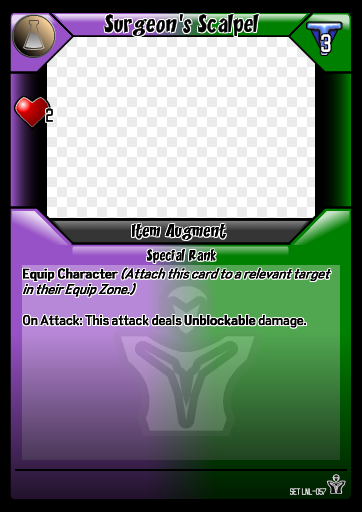 Surgeon's Scalpel
3
2
Item Augment
Special Rank
Equip Character (Attach this card to a relevant target
in their Equip Zone.)
On Attack: This attack deals Unblockable damage.
SET LNL-057